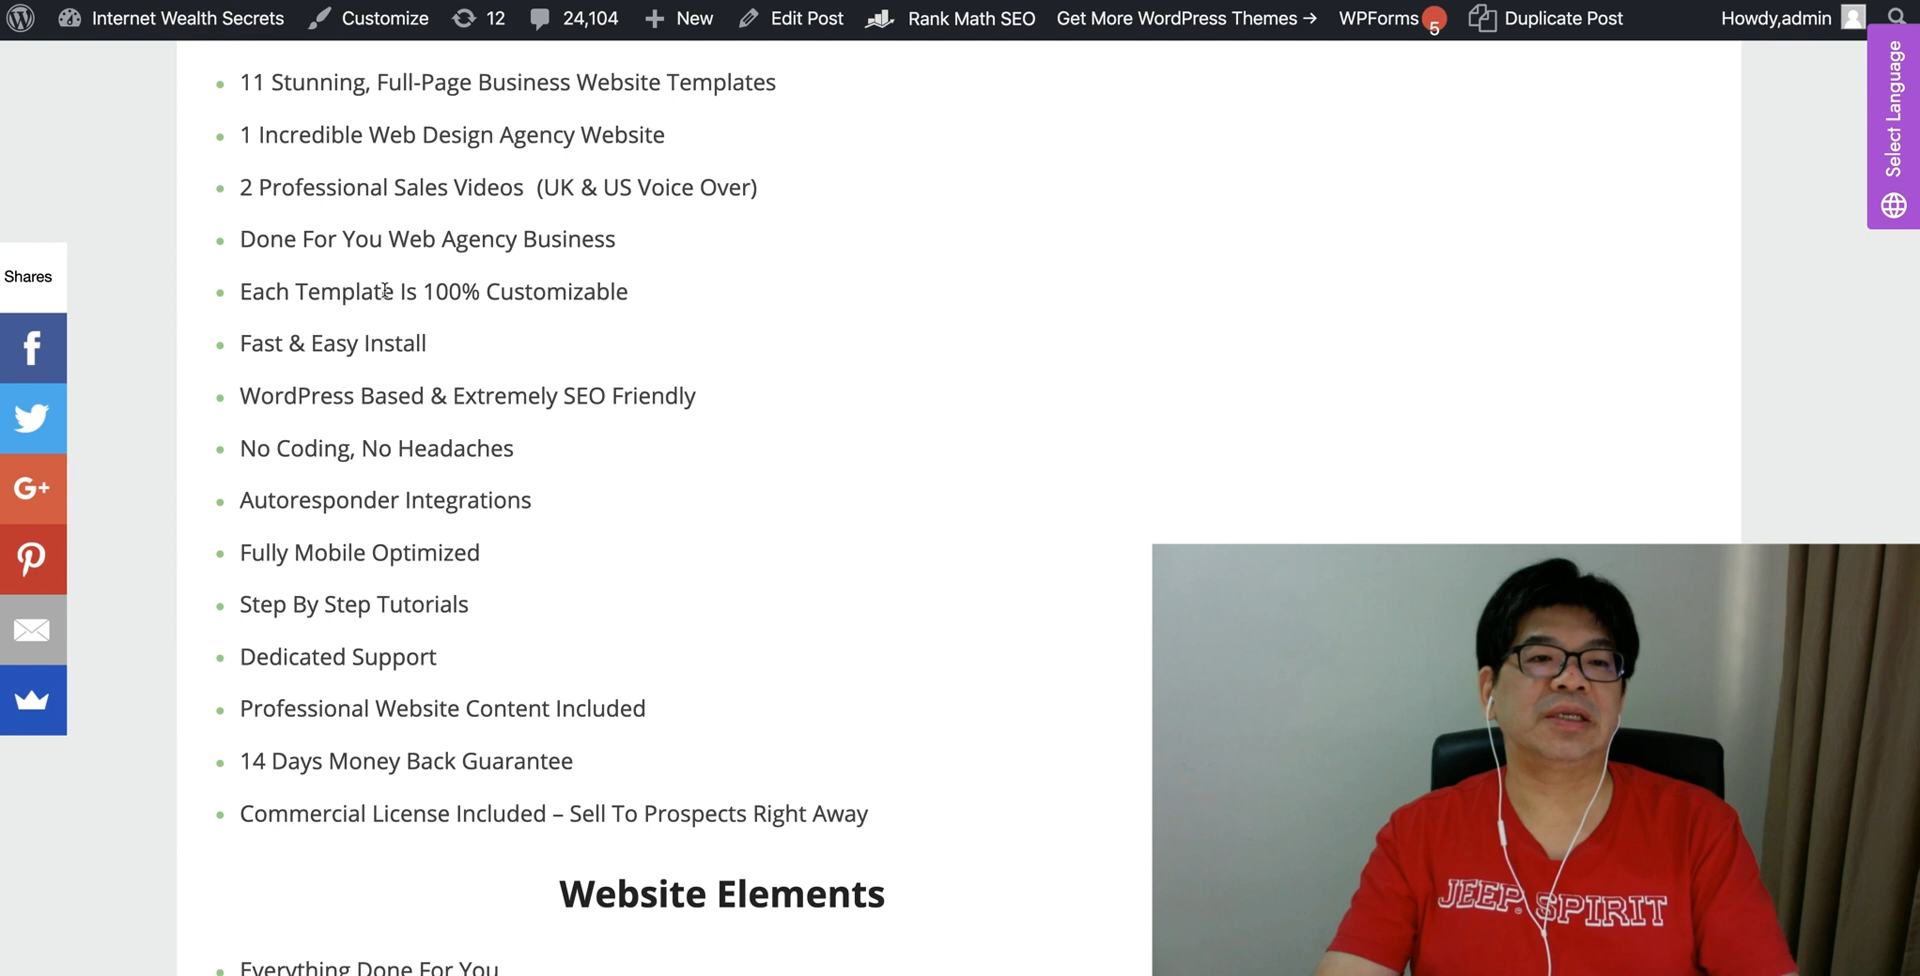 Internet Wealth Secrets Customize 12 24,104 New Edit Post Rank Math SEO Get More WordPress Themes → WPForms 5 Duplicate Post Howdy,admin
Select Language
11 Stunning, Full-Page Business Website Templates
1 Incredible Web Design Agency Website
2 Professional Sales Videos (UK & US Voice Over)
Done For You Web Agency Business
Each Template Is 100% Customizable
Fast & Easy Install
WordPress Based & Extremely SEO Friendly
No Coding, No Headaches
Autoresponder Integrations
Fully Mobile Optimized
Step By Step Tutorials
Dedicated Support
Professional Website Content Included
14 Days Money Back Guarantee
Commercial License Included – Sell To Prospects Right Away
Website Elements
Everything Done For You
Shares
f
G+
JEEP® SPIRIT